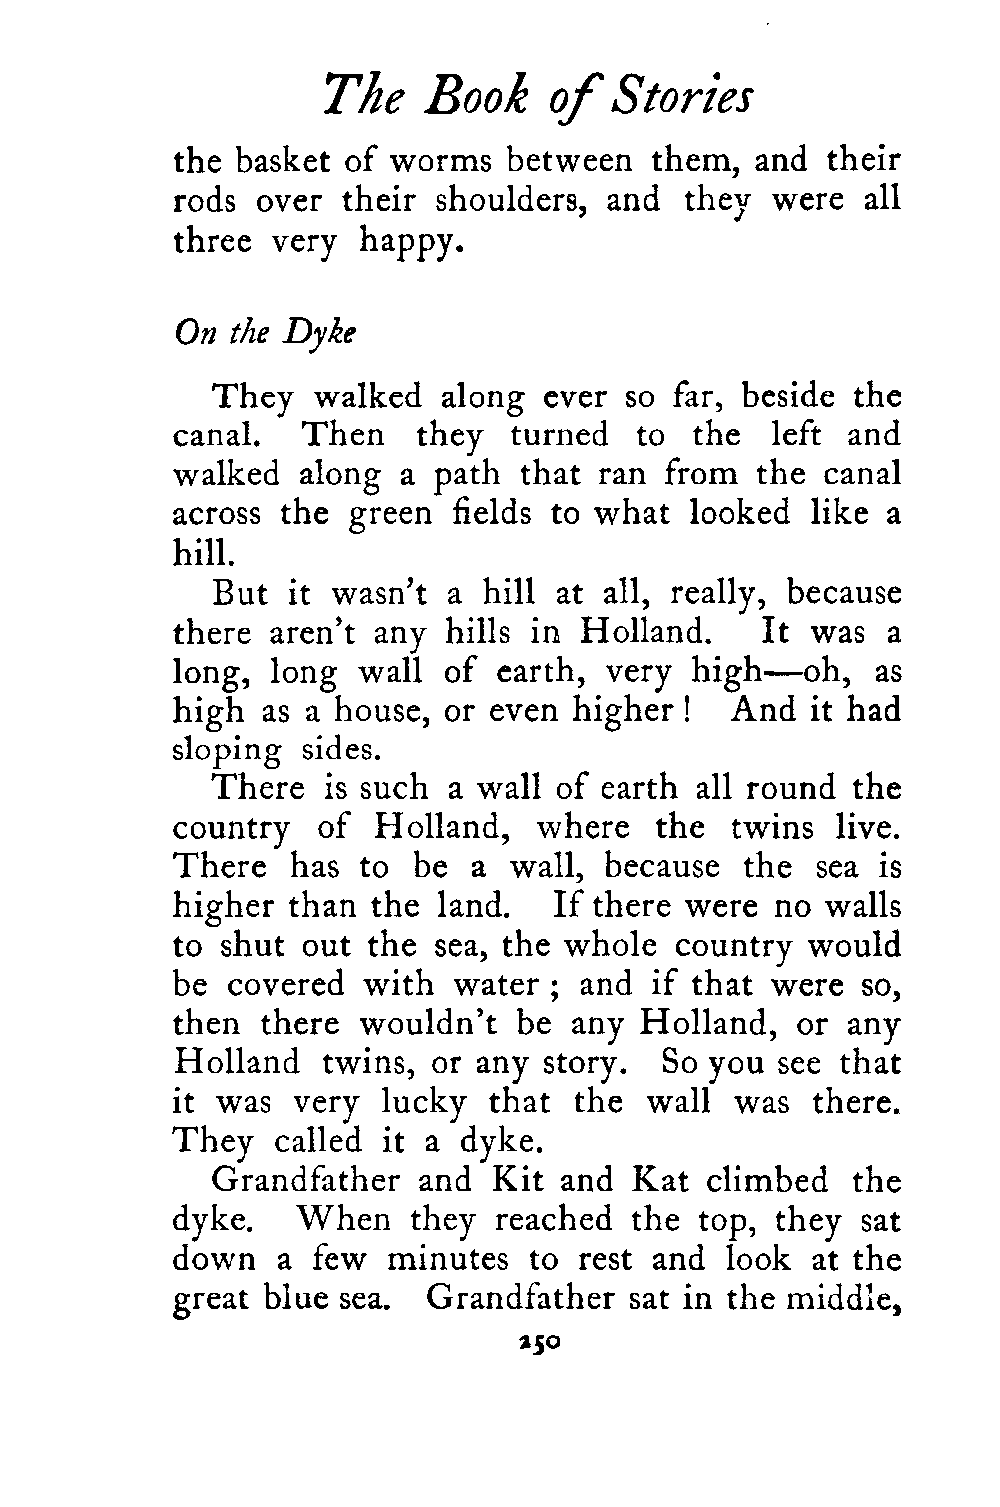 The Book of Stories
the basket of worms between them, and their
rods over their shoulders, and they were all
three very happy.
On the Dyke
They walked along ever so far, beside the
canal. Then they turned to the left and
walked along a path that ran from the canal
across the green fields to what looked like a
hill.
But it wasn't a hill at all, really, because
there aren't any hills in Holland. It was a
long, long wall of earth, very high—oh, as
high as a house, or even higher! And it had
sloping sides.
There is such a wall of earth all round the
country of Holland, where the twins live.
There has to be a wall, because the sea is
higher than the land. If there were no walls
to shut out the sea, the whole country would
be covered with water; and if that were so,
then there wouldn't be any Holland, or any
Holland twins, or any story. So you see that
it was very lucky that the wall was there.
They called it a dyke.
Grandfather and Kit and Kat climbed the
dyke. When they reached the top, they sat
down a few minutes to rest and look at the
great blue sea. Grandfather sat in the middle,
250